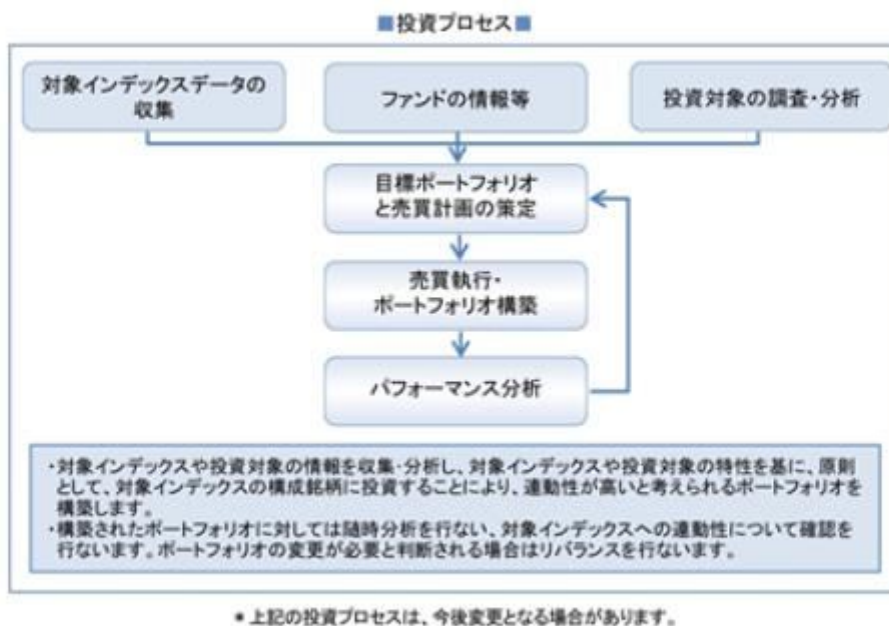 ■投資プロセス■
対象インデックスデータの
収集
ファンドの情報等
投資対象の調査・分析
目標ポートフォリオ
と売買計画の策定
売買執行・
ポートフォリオ構築
パフォーマンス分析
・対象インデックスや投資対象の情報を収集・分析し、対象インデックスや投資対象の特性を基に、原則
として、対象インデックスの構成銘柄に投資することにより、連動性が高いと考えられるポートフォリオを
構築します。
・構築されたポートフォリオに対しては随時分析を行ない、対象インデックスへの連動性について確認を
行ないます。ポートフォリオの変更が必要と判断される場合はリバランスを行ないます。
* 上記の投資プロセスは、今後変更となる場合があります。